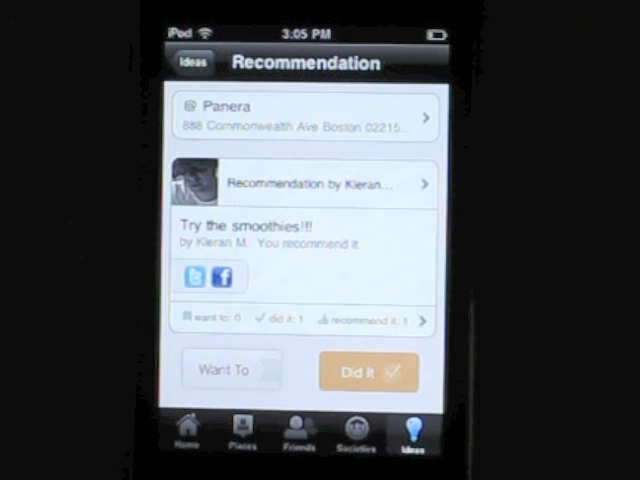 iPod 3:05 PM
Ideas Recommendation
@ Panera
888 Commonwealth Ave Boston 02215...
Recommendation by Kieran...
Try the smoothies!!!
by Kieran M. You recommend it.
want to: 0 did it: 1 recommend it: 1
Want To Did It
Home Places Friends Societies Ideas